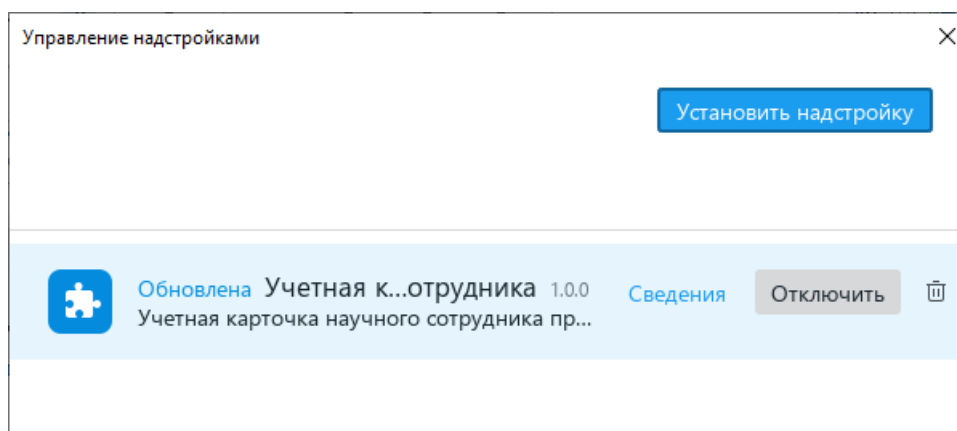 Управление надстройками
Установить надстройку
Обновлена Учетная к...отрудника 1.0.0 Сведения Отключить
Учетная карточка научного сотрудника пр...